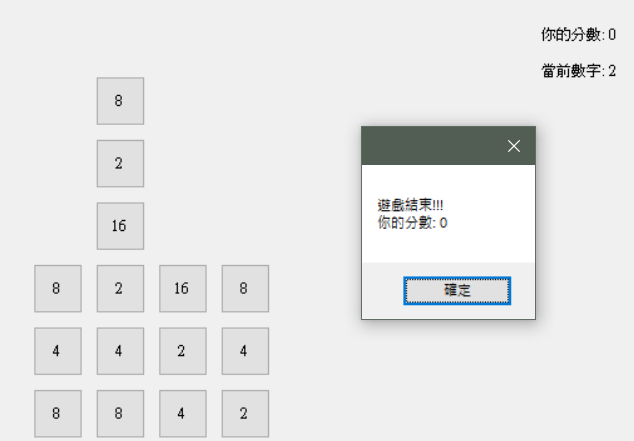 你的分數: 0
當前數字: 2
8
2
16
8 2 16 8
4 4 2 4
8 8 4 2
遊戲結束!!!
你的分數: 0
確定